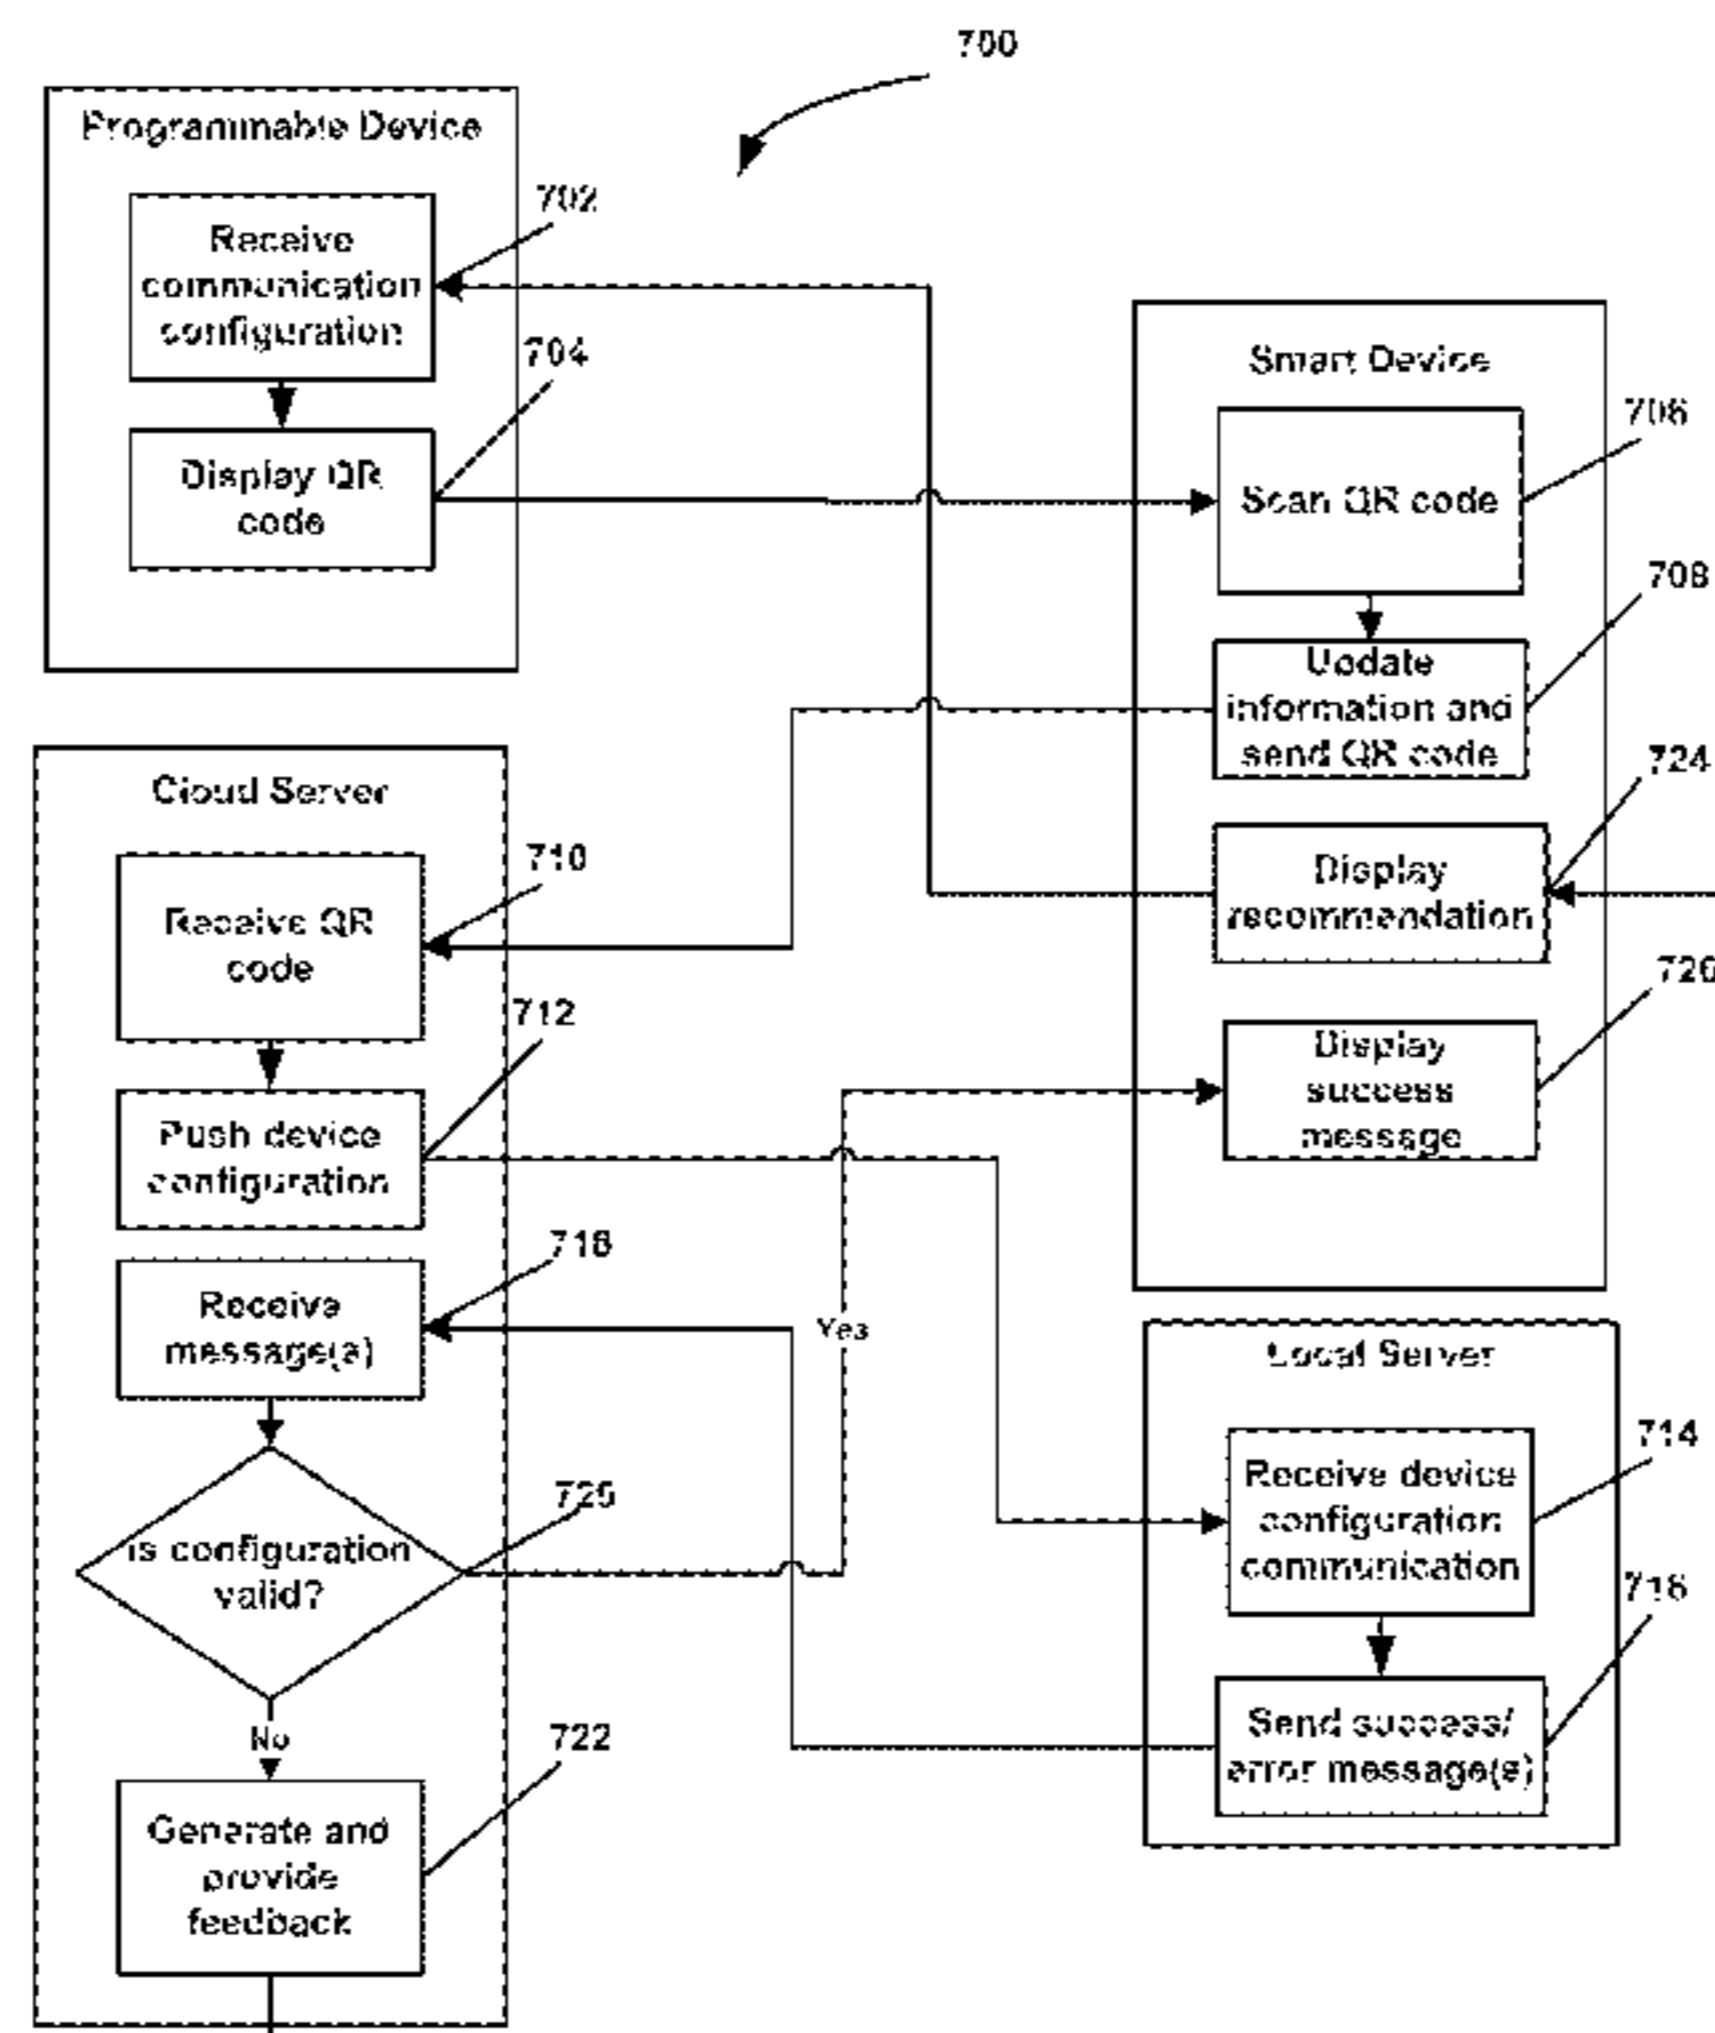 700
Programmable Device
702
Receive
communication
configuration
704
Display QR
code
Smart Device
706
Scan QR code
708
Update
information and
send QR code
724
Display
recommendation
726
Display
success
message
Cloud Server
710
Receive QR
code
712
Push device
configuration
718
Receive
message(s)
Yes
is configuration
valid?
No
722
Generate and
provide
feedback
Local Server
714
Receive device
configuration
communication
716
Send success/
error message(s)